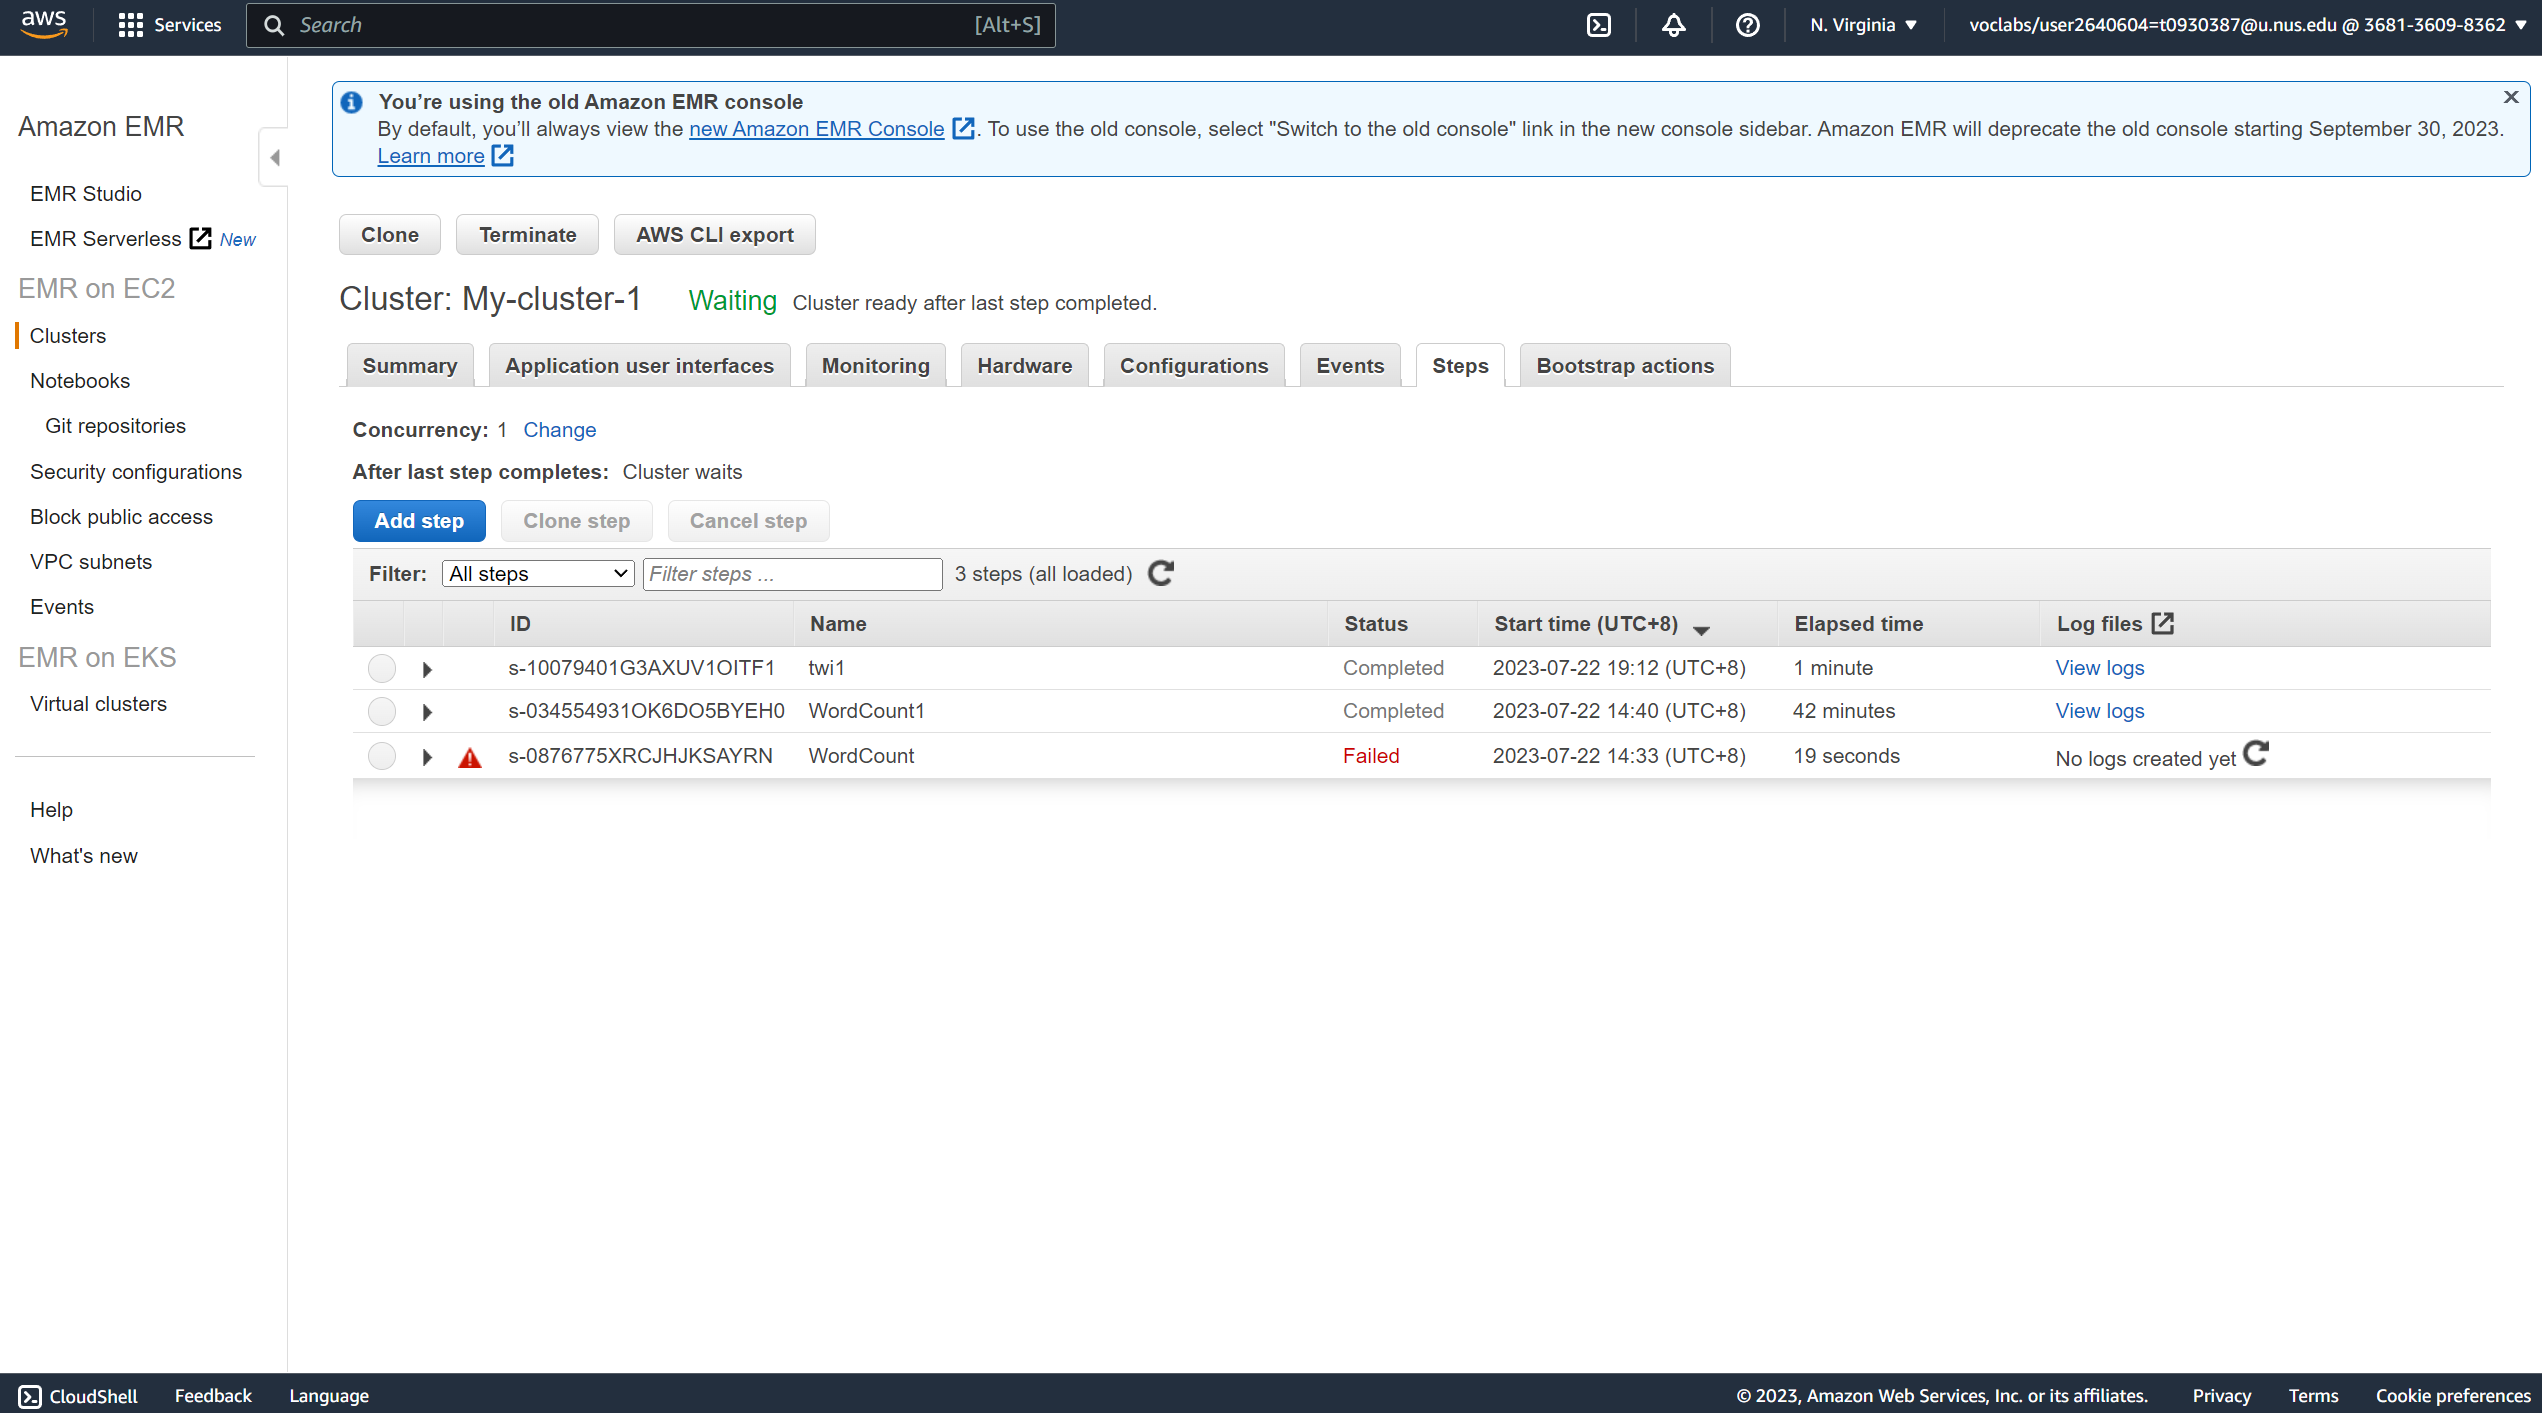 aws Services Search [Alt+S] N. Virginia voclabs/user2640604=t0930387@u.nus.edu @ 3681-3609-8362
Amazon EMR
EMR Studio
EMR Serverless New
EMR on EC2
Clusters
Notebooks
Git repositories
Security configurations
Block public access
VPC subnets
Events
EMR on EKS
Virtual clusters
Help
What's new
You’re using the old Amazon EMR console
By default, you’ll always view the new Amazon EMR Console . To use the old console, select "Switch to the old console" link in the new console sidebar. Amazon EMR will deprecate the old console starting September 30, 2023.
Learn more
Clone Terminate AWS CLI export
Cluster: My-cluster-1 Waiting Cluster ready after last step completed.
Summary Application user interfaces Monitoring Hardware Configurations Events Steps Bootstrap actions
Concurrency: 1 Change
After last step completes: Cluster waits
Add step Clone step Cancel step
Filter: All steps Filter steps ... 3 steps (all loaded)
ID Name Status Start time (UTC+8) Elapsed time Log files
s-10079401G3AXUV1OITF1 twi1 Completed 2023-07-22 19:12 (UTC+8) 1 minute View logs
s-034554931OK6DO5BYEH0 WordCount1 Completed 2023-07-22 14:40 (UTC+8) 42 minutes View logs
s-0876775XRCJHJKSAYRN WordCount Failed 2023-07-22 14:33 (UTC+8) 19 seconds No logs created yet
CloudShell Feedback Language © 2023, Amazon Web Services, Inc. or its affiliates. Privacy Terms Cookie preferences